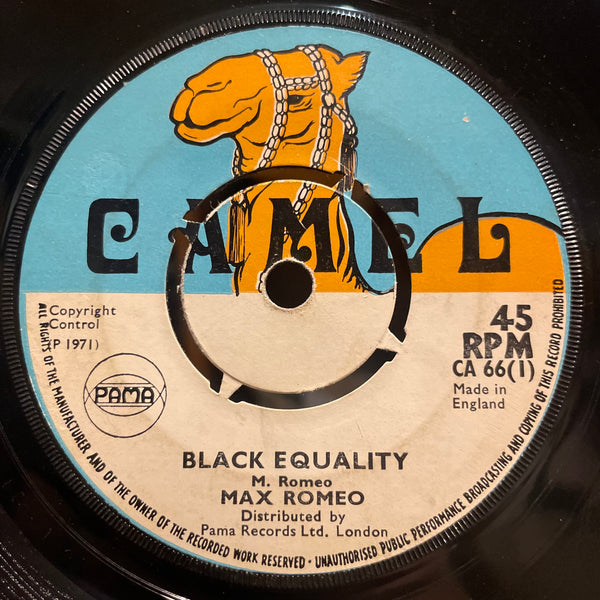 CAMEL
Copyright
Control
(P 1971)
PAMA
45
RPM
CA 66(1)
Made in
England
BLACK EQUALITY
M. Romeo
MAX ROMEO
Distributed by
Pama Records Ltd. London
ALL RIGHTS OF THE MANUFACTURER AND OF THE OWNER OF THE RECORDED WORK RESERVED - UNAUTHORISED PUBLIC PERFORMANCE BROADCASTING AND COPYING OF THIS RECORD PROHIBITED